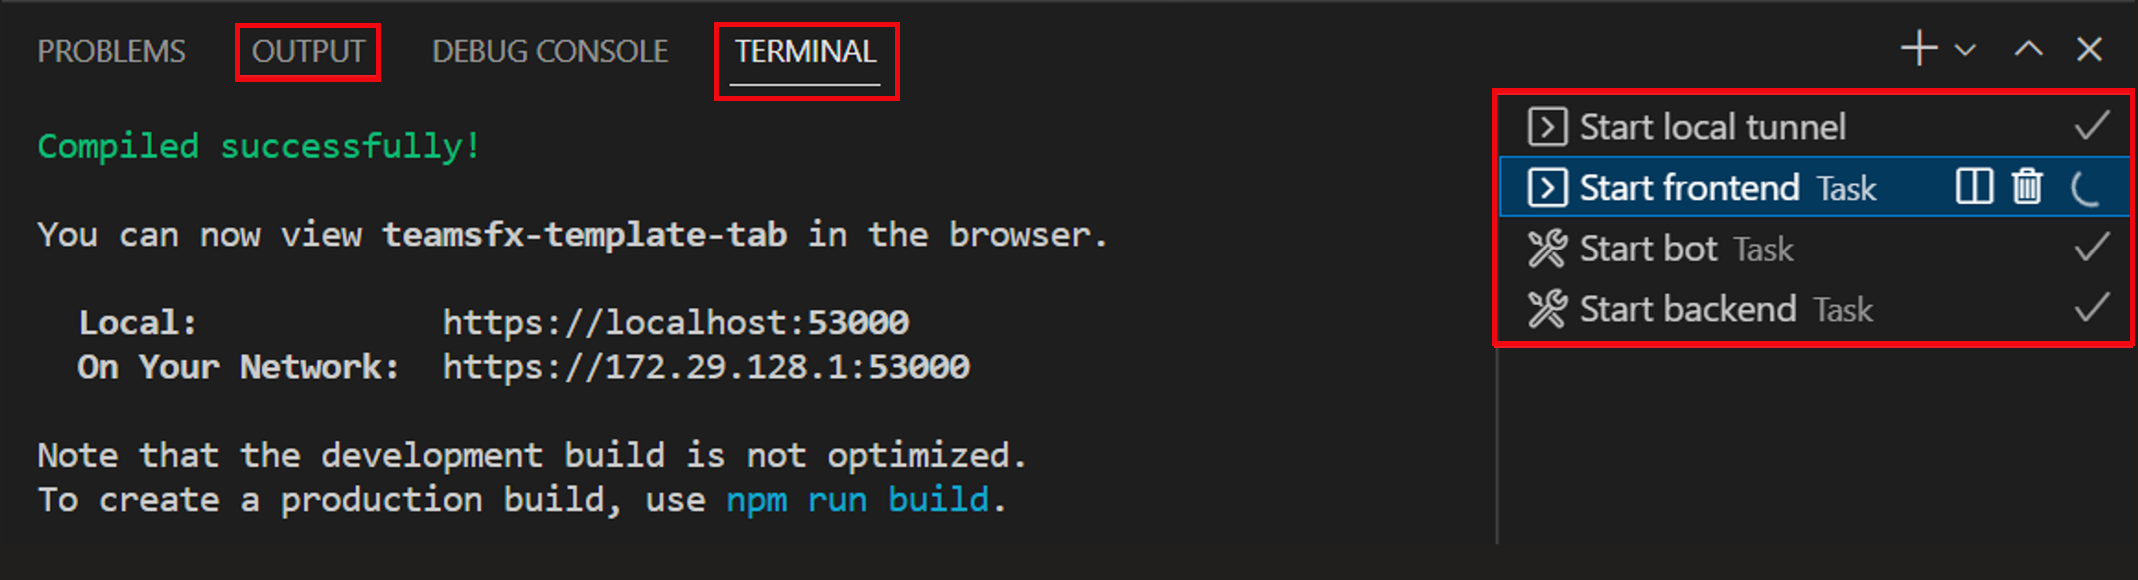 PROBLEMS OUTPUT DEBUG CONSOLE TERMINAL
Compiled successfully!
You can now view teamsfx-template-tab in the browser.
Local: https://localhost:53000
On Your Network: https://172.29.128.1:53000
Note that the development build is not optimized.
To create a production build, use npm run build.
Start local tunnel
Start frontend Task
Start bot Task
Start backend Task